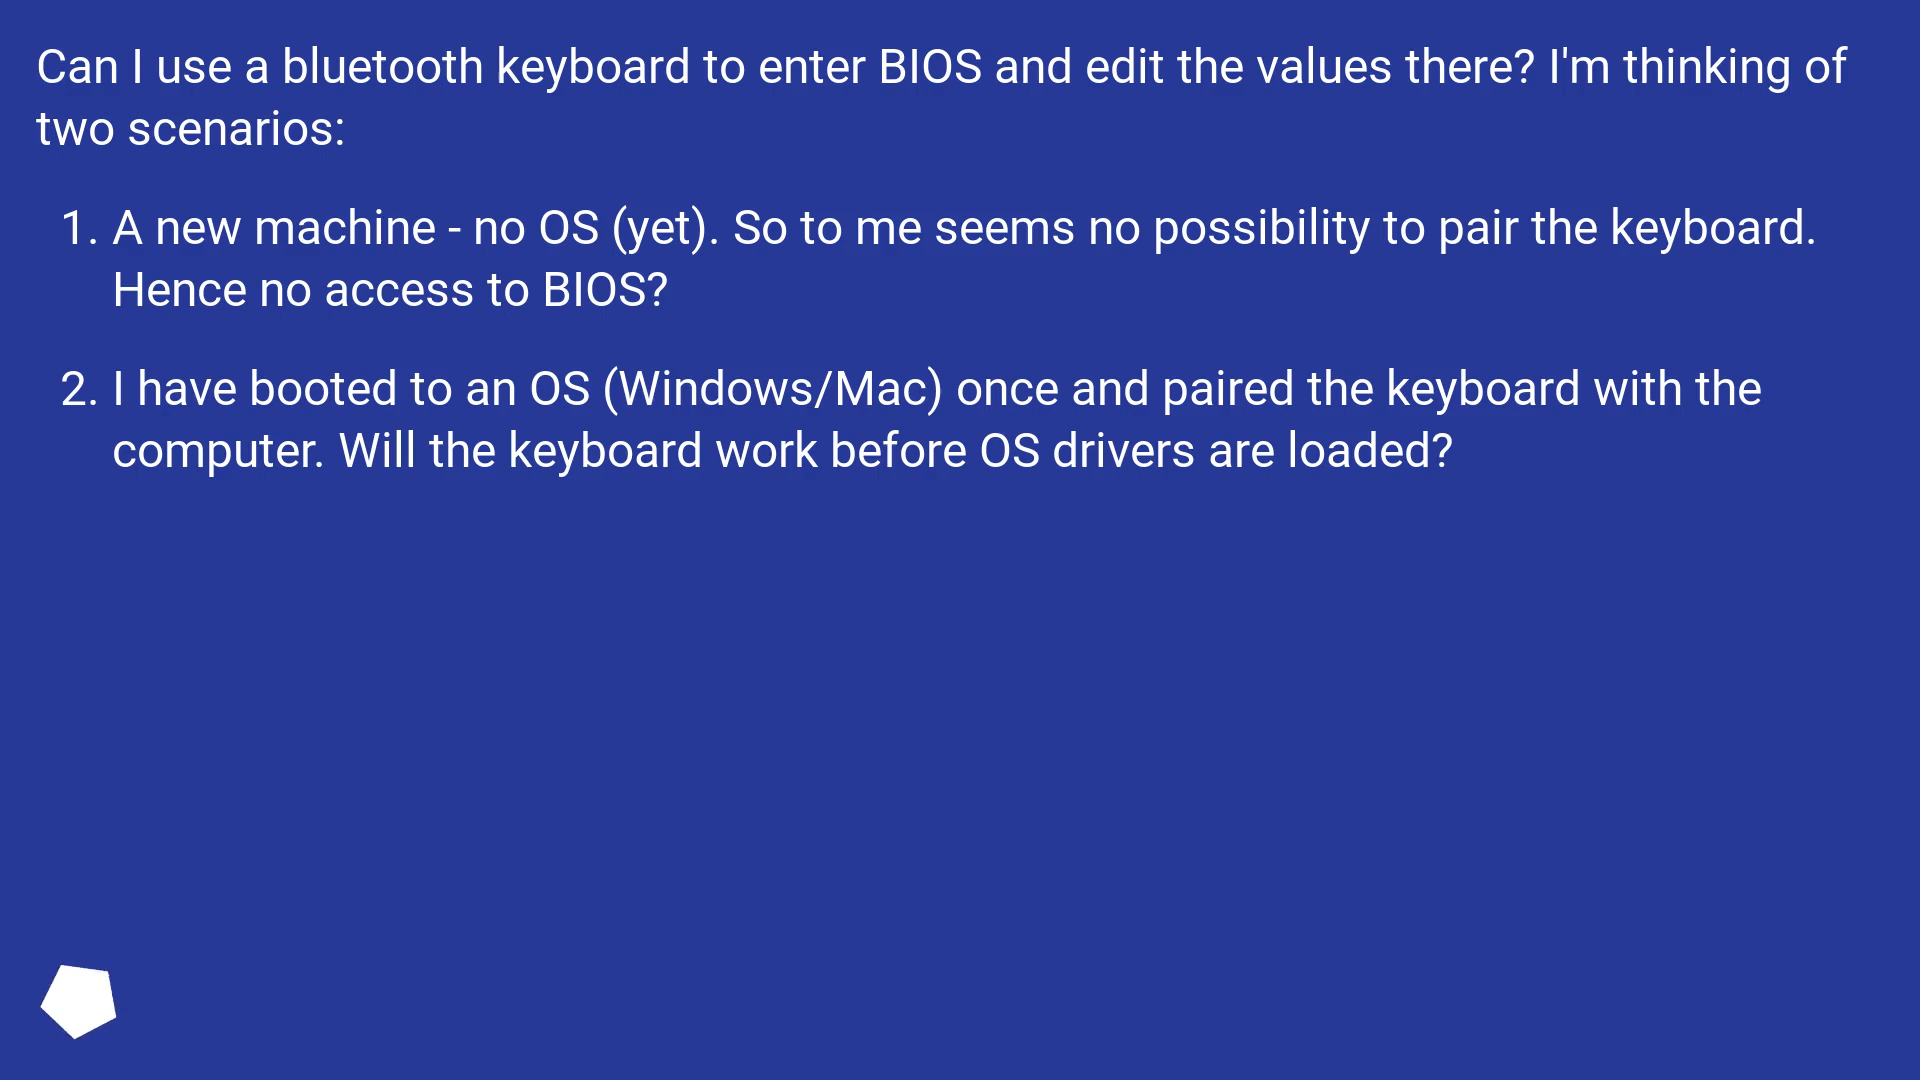 Can I use a bluetooth keyboard to enter BIOS and edit the values there? I'm thinking of
two scenarios:
1. A new machine - no OS (yet). So to me seems no possibility to pair the keyboard.
Hence no access to BIOS?
2. I have booted to an OS (Windows/Mac) once and paired the keyboard with the
computer. Will the keyboard work before OS drivers are loaded?